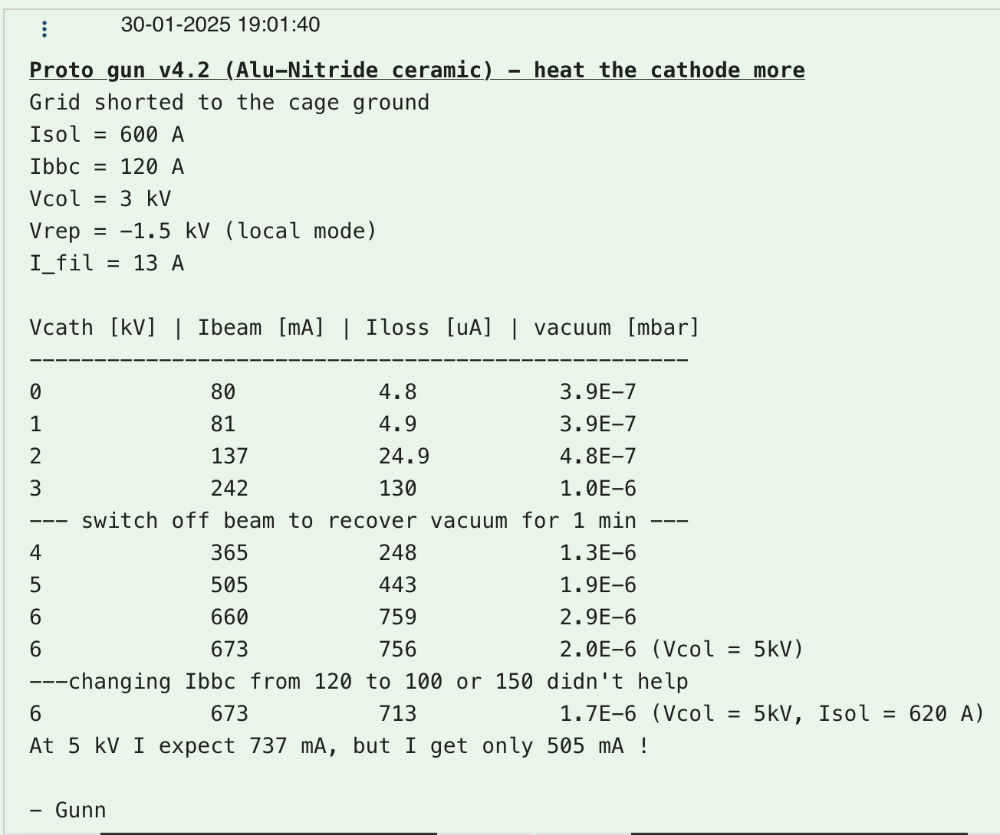 30-01-2025 19:01:40
Proto gun v4.2 (Alu-Nitride ceramic) - heat the cathode more
Grid shorted to the cage ground
Isol = 600 A
Ibbc = 120 A
Vcol = 3 kV
Vrep = -1.5 kV (local mode)
I_fil = 13 A
Vcath [kV] | Ibeam [mA] | Iloss [uA] | vacuum [mbar]
---------------------------------------------------
0 80 4.8 3.9E-7
1 81 4.9 3.9E-7
2 137 24.9 4.8E-7
3 242 130 1.0E-6
--- switch off beam to recover vacuum for 1 min ---
4 365 248 1.3E-6
5 505 443 1.9E-6
6 660 759 2.9E-6
6 673 756 2.0E-6 (Vcol = 5kV)
---changing Ibbc from 120 to 100 or 150 didn't help
6 673 713 1.7E-6 (Vcol = 5kV, Isol = 620 A)
At 5 kV I expect 737 mA, but I get only 505 mA !
- Gunn